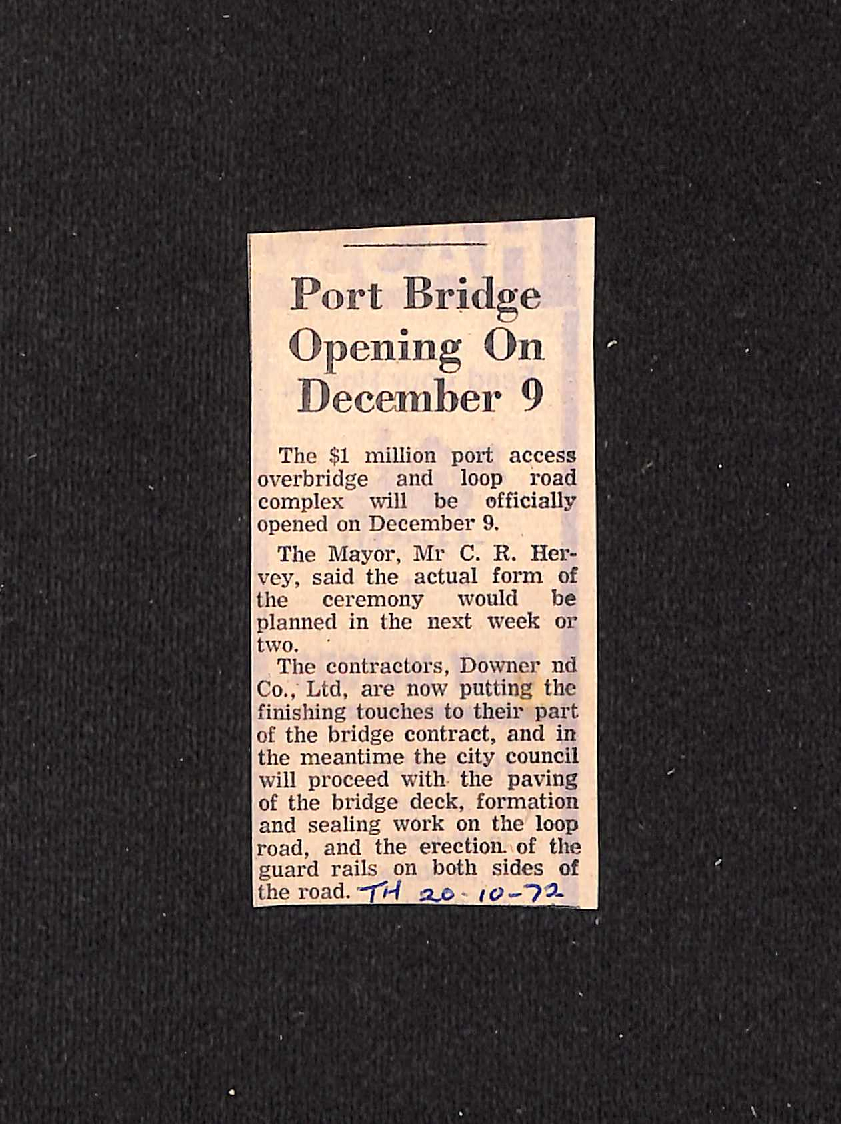 Port Bridge
Opening On
December 9
The $1 million port access
overbridge and loop road
complex will be officially
opened on December 9.
The Mayor, Mr C. R. Her-
vey, said the actual form of
the ceremony would be
planned in the next week or
two.
The contractors, Downer nd
Co., Ltd, are now putting the
finishing touches to their part
of the bridge contract, and in
the meantime the city council
will proceed with the paving
of the bridge deck, formation
and sealing work on the loop
road, and the erection of the
guard rails on both sides of
the road. TH 20-10-72